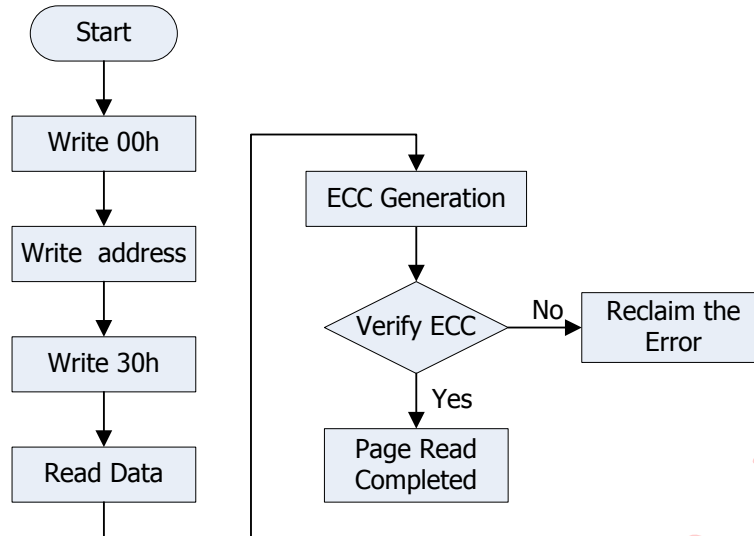 Start
Write 00h
Write address
Write 30h
Read Data
ECC Generation
Verify ECC
No
Reclaim the
Error
Yes
Page Read
Completed